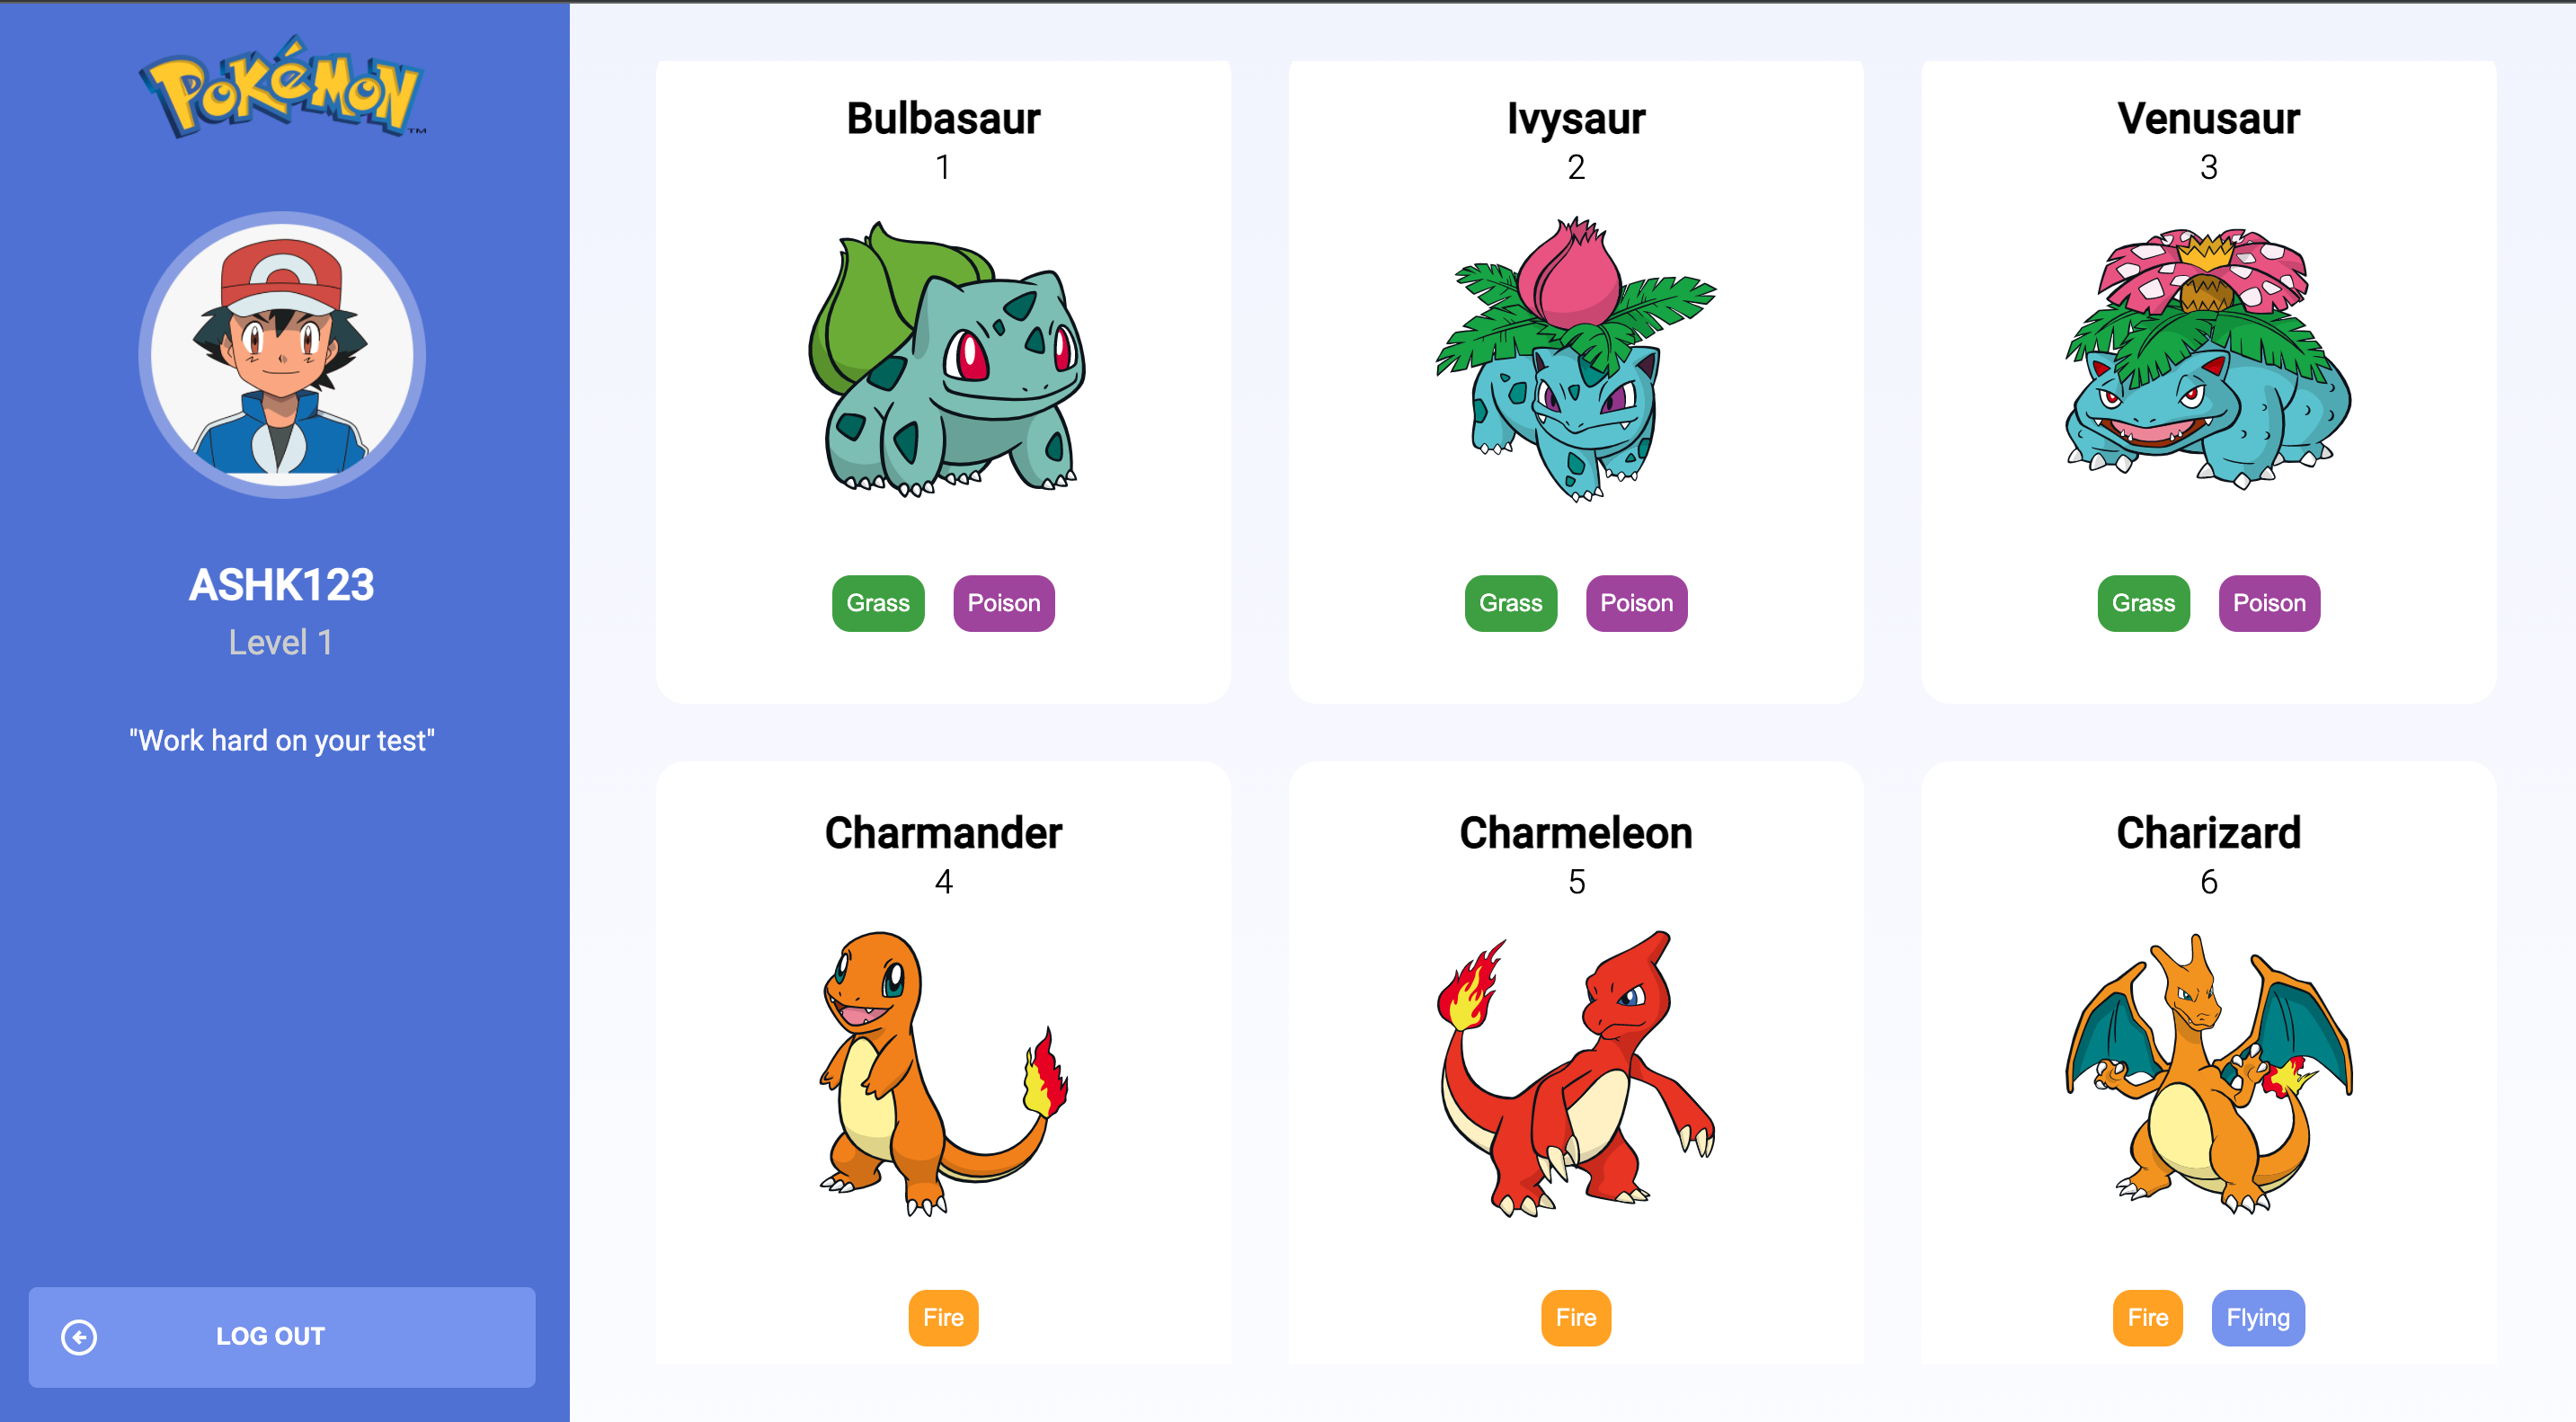 POKéMON
TM
ASHK123
Level 1
"Work hard on your test"
LOG OUT
Bulbasaur
1
Grass Poison
Ivysaur
2
Grass Poison
Venusaur
3
Grass Poison
Charmander
4
Fire
Charmeleon
5
Fire
Charizard
6
Fire Flying